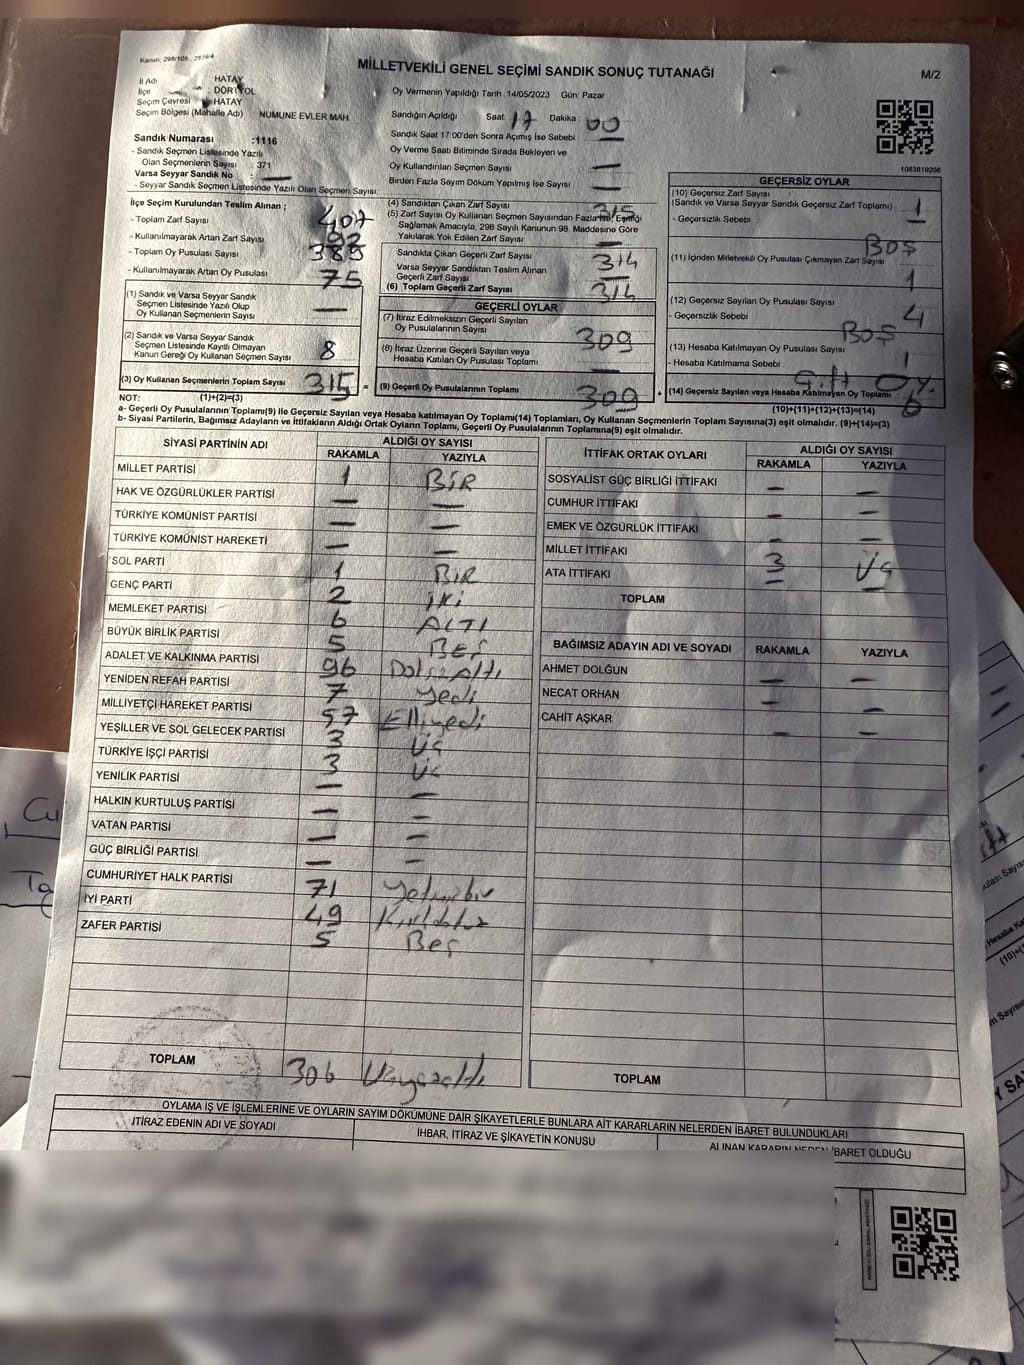 Kanun: 298/105 , 2839/4
MİLLETVEKİLİ GENEL SEÇİMİ SANDIK SONUÇ TUTANAĞI
M/2
İl Adı : HATAY
İlçe : DÖRTYOL
Seçim Çevresi : HATAY
Seçim Bölgesi (Mahalle Adı) NUMUNE EVLER MAH.
Sandık Numarası :1116
- Sandık Seçmen Listesinde Yazılı
Olan Seçmenlerin Sayısı : 371
Varsa Seyyar Sandık No : —
- Seyyar Sandık Seçmen Listesinde Yazılı Olan Seçmen Sayısı:
Oy Vermenin Yapıldığı Tarih :14/05/2023 Gün: Pazar
Sandığın Açıldığı Saat 17 Dakika : 00
Sandık Saat 17:00'den Sonra Açımış İse Sebebi —
Oy Verme Saati Bitiminde Sırada Bekleyen ve
Oy Kullandırılan Seçmen Sayısı —
Birden Fazla Sayım Döküm Yapılmış İse Sayısı —
1083619206
İlçe Seçim Kurulundan Teslim Alınan ;
- Toplam Zarf Sayısı 407
- Kullanılmayarak Artan Zarf Sayısı 92
- Toplam Oy Pusulası Sayısı 385
- Kullanılmayarak Artan Oy Pusulası 75
(1) Sandık ve Varsa Seyyar Sandık
Seçmen Listesinde Yazılı Olup
Oy Kullanan Seçmenlerin Sayısı —
(2) Sandık ve Varsa Seyyar Sandık
Seçmen Listesinde Kayıtlı Olmayan
Kanun Gereği Oy Kullanan Seçmen Sayısı 8
(3) Oy Kullanan Seçmenlerin Toplam Sayısı 315 =
(1)+(2)=(3)
(4) Sandıktan Çıkan Zarf Sayısı 315
(5) Zarf Sayısı Oy Kullanan Seçmen Sayısından Fazla İse, Eşitliği
Sağlamak Amacıyla, 298 Sayılı Kanunun 98. Maddesine Göre
Yakılarak Yok Edilen Zarf Sayısı —
Sandıkta Çıkan Geçerli Zarf Sayısı 314
Varsa Seyyar Sandıktan Teslim Alınan
Geçerli Zarf Sayısı —
(6) Toplam Geçerli Zarf Sayısı 314
GEÇERLİ OYLAR
(7) İtiraz Edilmeksizin Geçerli Sayılan
Oy Pusulalarının Sayısı 309
(8) İtiraz Üzerine Geçerli Sayılan veya
Hesaba Katılan Oy Pusulası Toplamı —
(9) Geçerli Oy Pusulalarının Toplamı 309 +
GEÇERSİZ OYLAR
(10) Geçersiz Zarf Sayısı
(Sandık ve Varsa Seyyar Sandık Geçersiz Zarf Toplamı) 1
- Geçersizlik Sebebi —
BOŞ
(11) İçinden Milletvekili Oy Pusulası Çıkmayan Zarf Sayısı
1
(12) Geçersiz Sayılan Oy Pusulası Sayısı 4
- Geçersizlik Sebebi
BOŞ
(13) Hesaba Katılmayan Oy Pusulası Sayısı 1
- Hesaba Katılmama Sebebi
Çift Oy.
(14) Geçersiz Sayılan veya Hesaba Katılmayan Oy Toplamı 6
(10)+(11)+(12)+(13)=(14)
NOT:
a- Geçerli Oy Pusulalarının Toplamı(9) ile Geçersiz Sayılan veya Hesaba katılmayan Oy Toplamı(14) Toplamları, Oy Kullanan Seçmenlerin Toplam Sayısına(3) eşit olmalıdır. (9)+(14)=(3)
b- Siyasi Partilerin, Bağımsız Adayların ve İttifakların Aldığı Ortak Oyların Toplamı, Geçerli Oy Pusulalarının Toplamına(9) eşit olmalıdır.
SİYASİ PARTİNİN ADI ALDIĞI OY SAYISI
RAKAMLA YAZIYLA
MİLLET PARTİSİ 1 BİR
HAK VE ÖZGÜRLÜKLER PARTİSİ — —
TÜRKİYE KOMÜNİST PARTİSİ — —
TÜRKİYE KOMÜNİST HAREKETİ — —
SOL PARTİ 1 BİR
GENÇ PARTİ 2 İKİ
MEMLEKET PARTİSİ 6 ALTI
BÜYÜK BİRLİK PARTİSİ 5 BEŞ
ADALET VE KALKINMA PARTİSİ 96
YENİDEN REFAH PARTİSİ 7 Yedi
MİLLİYETÇİ HAREKET PARTİSİ 57 Elliyedi
YEŞİLLER VE SOL GELECEK PARTİSİ 3 Üç
TÜRKİYE İŞÇİ PARTİSİ 3 Üç
YENİLİK PARTİSİ — —
HALKIN KURTULUŞ PARTİSİ — —
VATAN PARTİSİ — —
GÜÇ BİRLİĞİ PARTİSİ — —
CUMHURİYET HALK PARTİSİ 71 Yetmişbir
İYİ PARTİ 49 Kırkdokuz
ZAFER PARTİSİ 5 Beş
TOPLAM 306 Üçyüzaltı
İTTİFAK ORTAK OYLARI ALDIĞI OY SAYISI
RAKAMLA YAZIYLA
SOSYALİST GÜÇ BİRLİĞİ İTTİFAKI — —
CUMHUR İTTİFAKI — —
EMEK VE ÖZGÜRLÜK İTTİFAKI — —
MİLLET İTTİFAKI 3 Üç
ATA İTTİFAKI — —
TOPLAM
BAĞIMSIZ ADAYIN ADI VE SOYADI RAKAMLA YAZIYLA
AHMET DOLĞUN — —
NECAT ORHAN — —
CAHİT AŞKAR — —
TOPLAM
OYLAMA İŞ VE İŞLEMLERİNE VE OYLARIN SAYIM DÖKÜMÜNE DAİR ŞİKAYETLERLE BUNLARA AİT KARARLARIN NELERDEN İBARET BULUNDUKLARI
İTİRAZ EDENİN ADI VE SOYADI
İHBAR, İTİRAZ VE ŞİKAYETİN KONUSU
ALINAN KARARIN NEDEN İBARET OLDUĞU